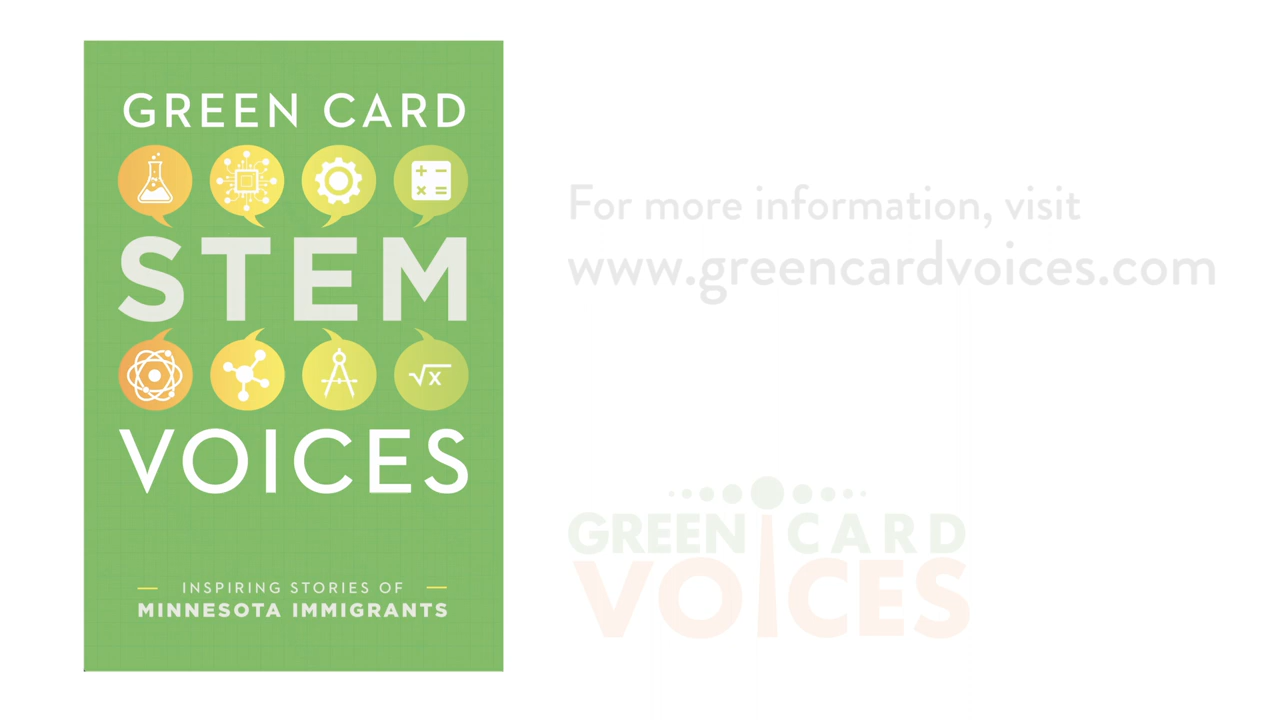 GREEN CARD
STEM
VOICES
INSPIRING STORIES OF
MINNESOTA IMMIGRANTS
For more information, visit
www.greencardvoices.com
GREEN CARD
VOICES